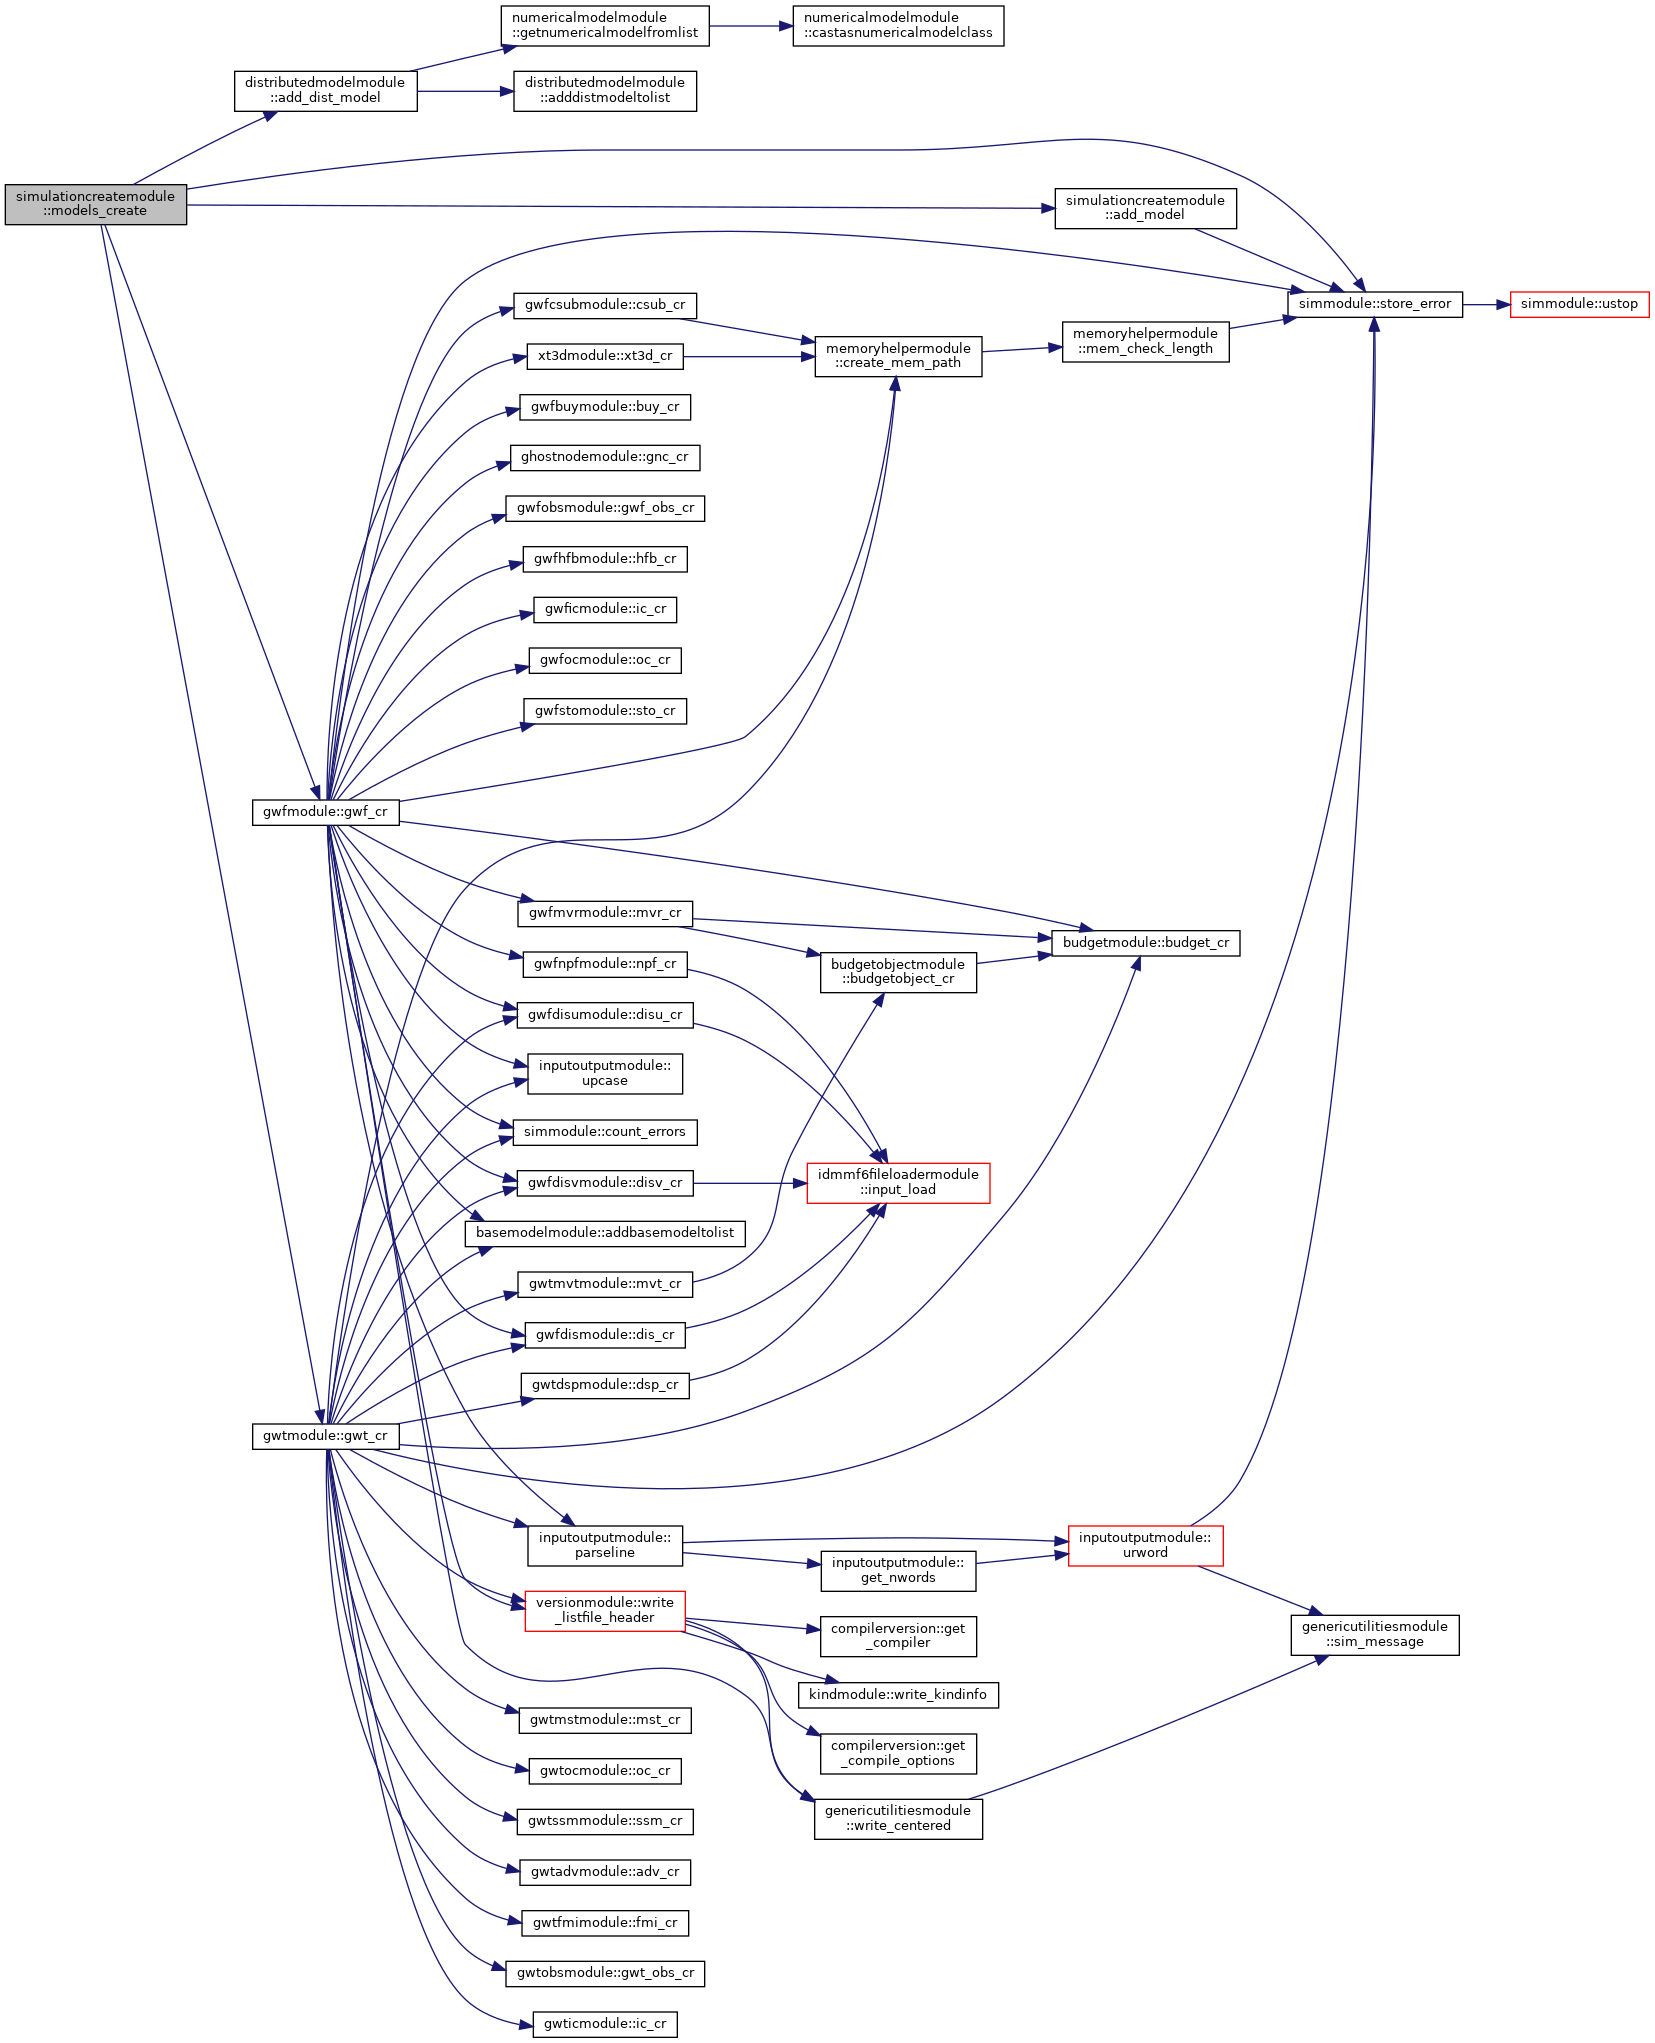 numericalmodelmodule
::getnumericalmodelfromlist
numericalmodelmodule
::castasnumericalmodelclass
distributedmodelmodule
::add_dist_model
distributedmodelmodule
::adddistmodeltolist
simulationcreatemodule
::models_create
simulationcreatemodule
::add_model
simmodule::store_error
simmodule::ustop
gwfcsubmodule::csub_cr
memoryhelpermodule
::mem_check_length
xt3dmodule::xt3d_cr
memoryhelpermodule
::create_mem_path
gwfbuymodule::buy_cr
ghostnodemodule::gnc_cr
gwfobsmodule::gwf_obs_cr
gwfhfbmodule::hfb_cr
gwficmodule::ic_cr
gwfocmodule::oc_cr
gwfstomodule::sto_cr
gwfmodule::gwf_cr
gwfmvrmodule::mvr_cr
budgetmodule::budget_cr
gwfnpfmodule::npf_cr
budgetobjectmodule
::budgetobject_cr
gwfdisumodule::disu_cr
inputoutputmodule::
upcase
simmodule::count_errors
gwfdisvmodule::disv_cr
idmmf6fileloadermodule
::input_load
basemodelmodule::addbasemodeltolist
gwtmvtmodule::mvt_cr
gwfdismodule::dis_cr
gwtdspmodule::dsp_cr
gwtmodule::gwt_cr
inputoutputmodule::
parseline
inputoutputmodule::
urword
inputoutputmodule::
get_nwords
versionmodule::write
_listfile_header
compilerversion::get
_compiler
genericutilitiesmodule
::sim_message
kindmodule::write_kindinfo
gwtmstmodule::mst_cr
compilerversion::get
_compile_options
gwtocmodule::oc_cr
genericutilitiesmodule
::write_centered
gwtssmmodule::ssm_cr
gwtadvmodule::adv_cr
gwtfmimodule::fmi_cr
gwtobsmodule::gwt_obs_cr
gwticmodule::ic_cr